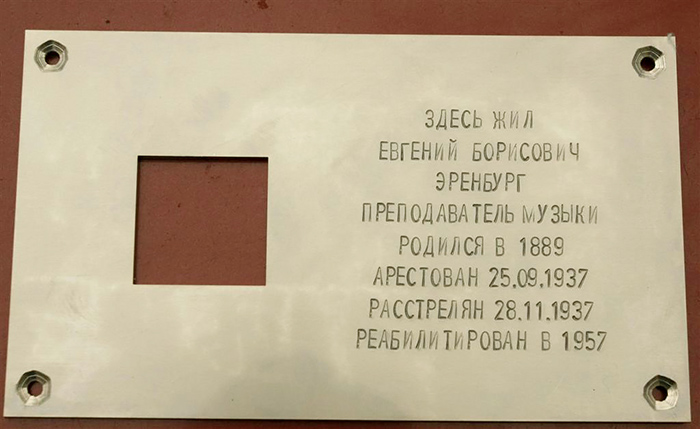 ЗДЕСЬ ЖИЛ
ЕВГЕНИЙ БОРИСОВИЧ
ЭРЕНБУРГ
ПРЕПОДАВАТЕЛЬ МУЗЫКИ
РОДИЛСЯ В 1889
АРЕСТОВАН 25.09.1937
РАССТРЕЛЯН 28.11.1937
РЕАБИЛИТИРОВАН В 1957